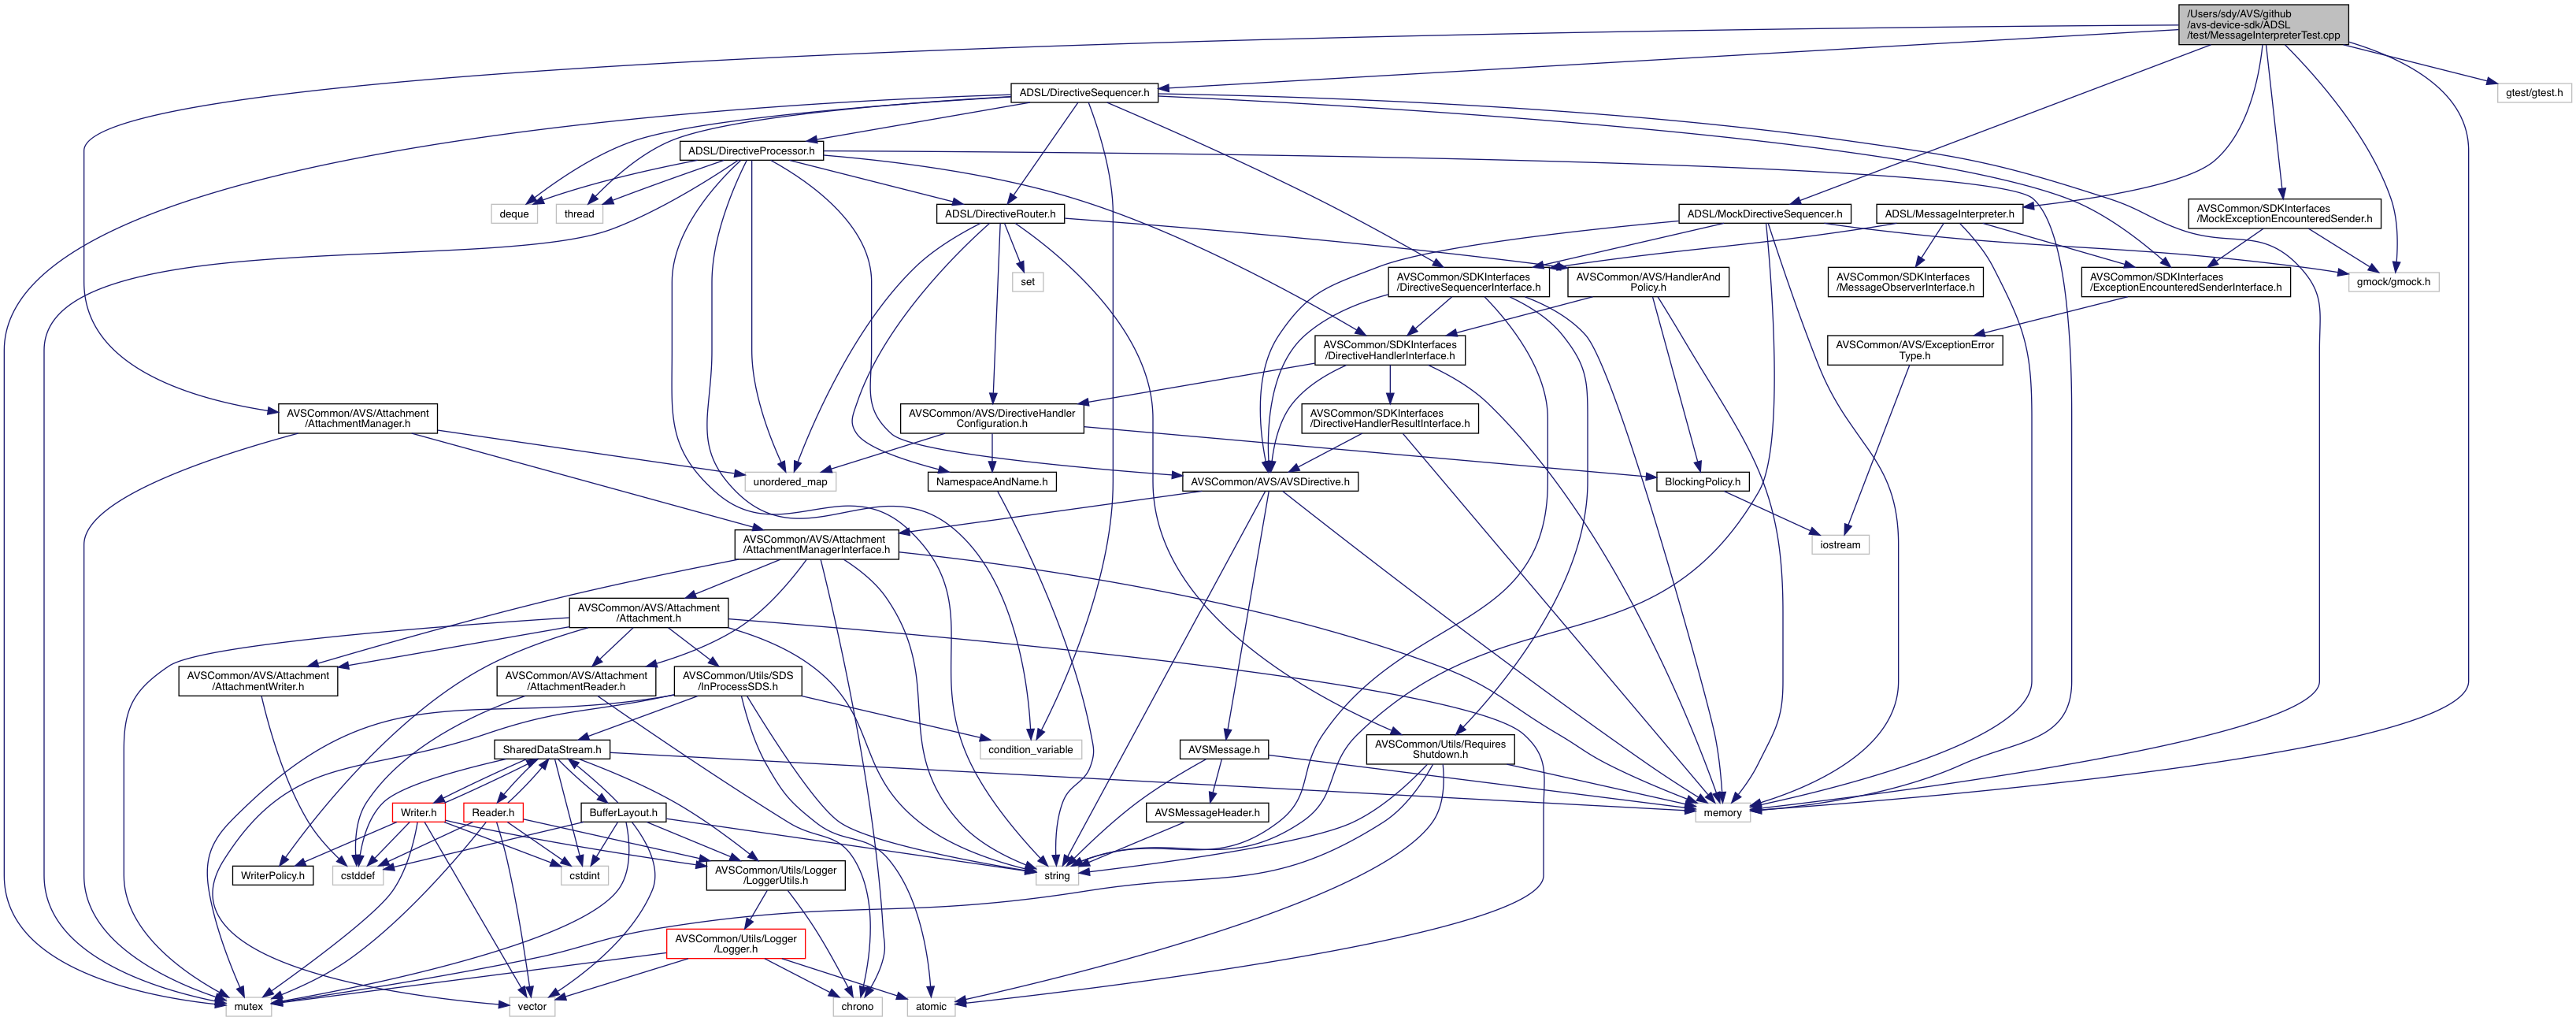 /Users/sdy/AVS/github
/avs-device-sdk/ADSL
/test/MessageInterpreterTest.cpp
ADSL/DirectiveSequencer.h
gtest/gtest.h
ADSL/DirectiveProcessor.h
deque
thread
ADSL/DirectiveRouter.h
ADSL/MockDirectiveSequencer.h
ADSL/MessageInterpreter.h
AVSCommon/SDKInterfaces
/MockExceptionEncounteredSender.h
set
AVSCommon/SDKInterfaces
/DirectiveSequencerInterface.h
AVSCommon/AVS/HandlerAnd
Policy.h
AVSCommon/SDKInterfaces
/MessageObserverInterface.h
AVSCommon/SDKInterfaces
/ExceptionEncounteredSenderInterface.h
gmock/gmock.h
AVSCommon/SDKInterfaces
/DirectiveHandlerInterface.h
AVSCommon/AVS/ExceptionError
Type.h
AVSCommon/AVS/Attachment
/AttachmentManager.h
AVSCommon/AVS/DirectiveHandler
Configuration.h
AVSCommon/SDKInterfaces
/DirectiveHandlerResultInterface.h
unordered_map
NamespaceAndName.h
AVSCommon/AVS/AVSDirective.h
BlockingPolicy.h
AVSCommon/AVS/Attachment
/AttachmentManagerInterface.h
iostream
AVSCommon/AVS/Attachment
/Attachment.h
AVSCommon/AVS/Attachment
/AttachmentWriter.h
AVSCommon/AVS/Attachment
/AttachmentReader.h
AVSCommon/Utils/SDS
/InProcessSDS.h
SharedDataStream.h
condition_variable
AVSMessage.h
AVSCommon/Utils/Requires
Shutdown.h
Writer.h
Reader.h
BufferLayout.h
AVSMessageHeader.h
memory
WriterPolicy.h
cstddef
cstdint
AVSCommon/Utils/Logger
/LoggerUtils.h
string
AVSCommon/Utils/Logger
/Logger.h
mutex
vector
chrono
atomic